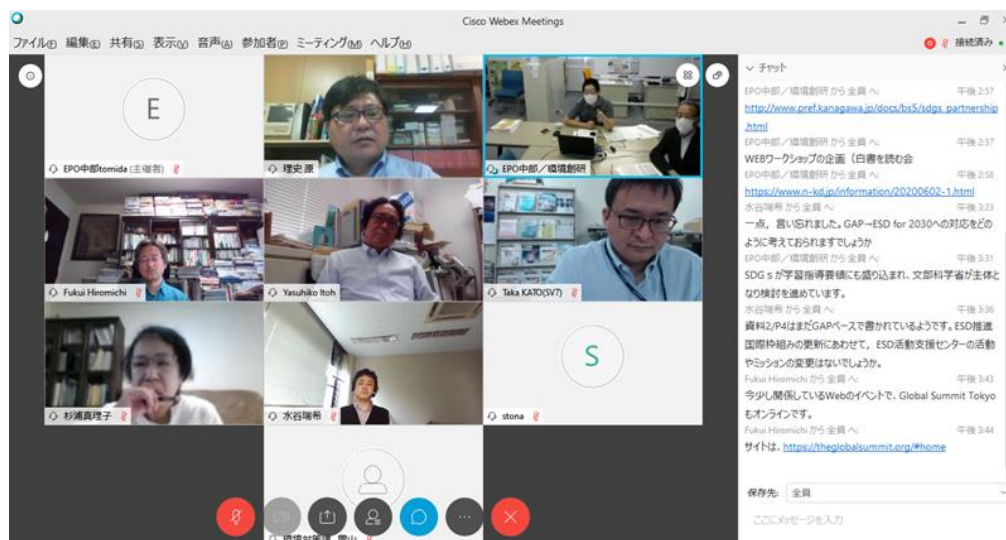 Cisco Webex Meetings
ファイル(F) 編集(E) 共有(S) 表示(V) 音声(A) 参加者(P) ミーティング(M) ヘルプ(H)
接続済み
E
EPO中部tomida (主催者)
理史 原
EPO中部／環境創研
Fukui Hiromichi
Yasuhiko Itoh
Taka KATO(SV7)
杉浦真理子
水谷瑞希
S
stona
チャット
EPO中部／環境創研 から 全員 へ: 午後 2:57
http://www.pref.kanagawa.jp/docs/bs5/sdgs_partnership
.html
EPO中部／環境創研 から 全員 へ: 午後 2:57
WEBワークショップの企画（白書を読む会
EPO中部／環境創研 から 全員 へ: 午後 2:58
https://www.n-kd.jp/information/20200602-1.html
水谷瑞希 から 全員 へ: 午後 3:23
一点，言い忘れました。GAP→ESD for 2030への対応をどの
ように考えておられますでしょうか
EPO中部／環境創研 から 全員 へ: 午後 3:31
SDGｓが学習指導要領にも盛り込まれ、文部科学省が主体と
なり検討を進めています。
水谷瑞希 から 全員 へ: 午後 3:36
資料2/P4はまだGAPベースで書かれているようです。ESD推進
国際枠組みの更新にあわせて，ESD活動支援センターの活動
やミッションの変更はないでしょうか。
Fukui Hiromichi から 全員 へ: 午後 3:43
今少し関係しているWebのイベントで、Global Summit Tokyo
もオンラインです。
Fukui Hiromichi から 全員 へ: 午後 3:44
サイトは、https://theglobalsummit.org/#home
保存先: 全員
ここにメッセージを入力